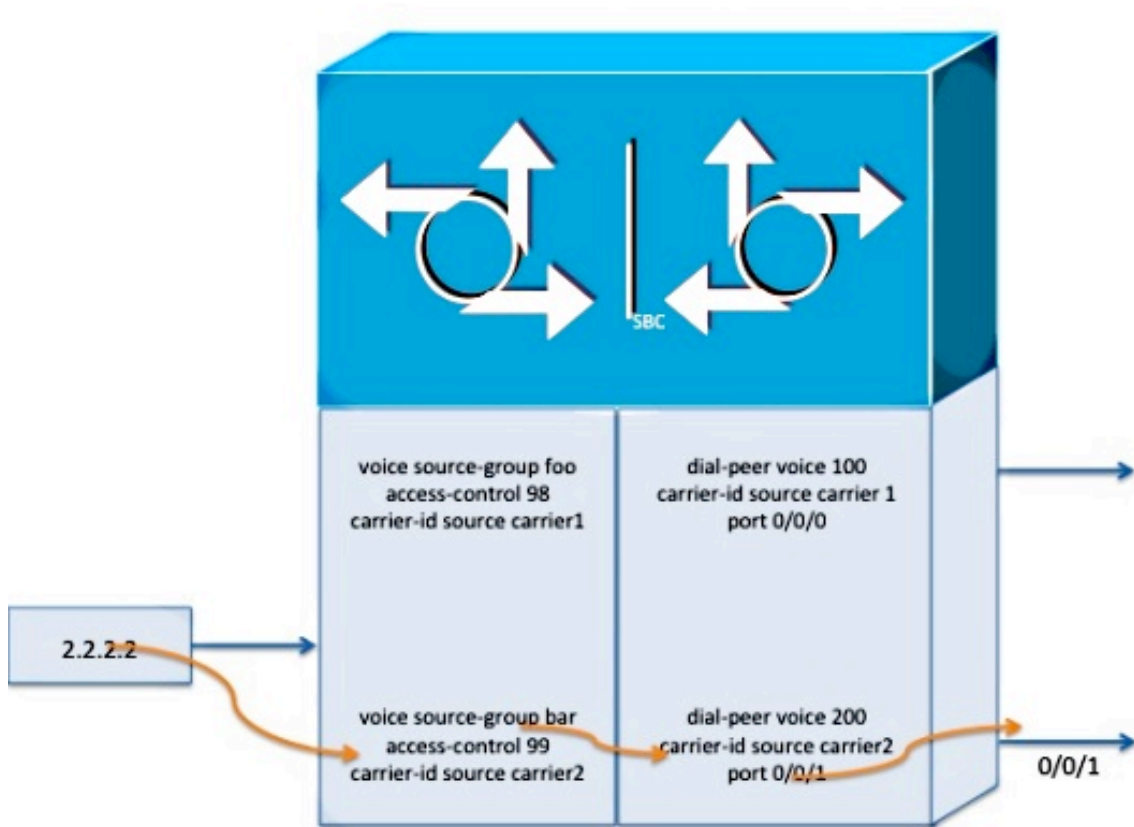 SBC
voice source-group foo
access-control 98
carrier-id source carrier1
dial-peer voice 100
carrier-id source carrier 1
port 0/0/0
2.2.2.2
voice source-group bar
access-control 99
carrier-id source carrier2
dial-peer voice 200
carrier-id source carrier2
port 0/0/1
0/0/1